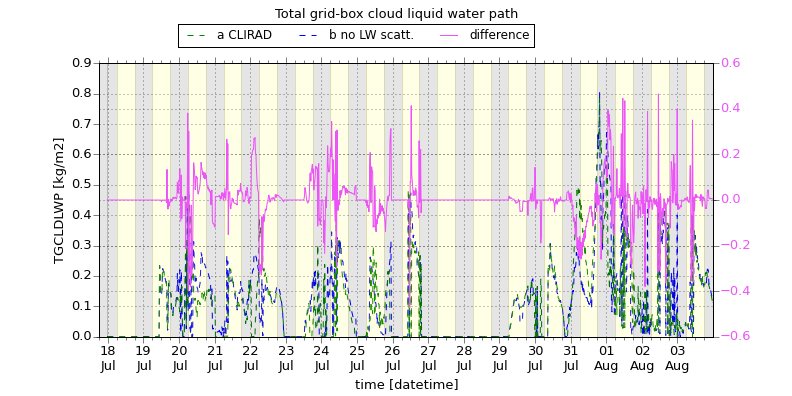 Total grid-box cloud liquid water path
a CLIRAD b no LW scatt. difference
0.9 0.6
0.8 0.4
0.7 0.2
0.6 0.0
0.5 −0.2
0.4 −0.4
0.3 −0.6
0.2
0.1
0.0
TGCLDLWP [kg/m2]
18 19 20 21 22 23 24 25 26 27 28 29 30 31 01 02 03
Jul Jul Jul Jul Jul Jul Jul Jul Jul Jul Jul Jul Jul Jul Aug Aug Aug
time [datetime]